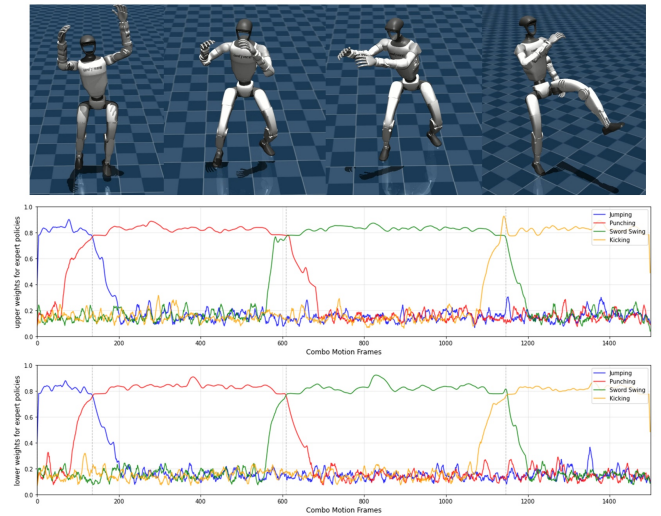 1.0
0.8
0.6
0.4
0.2
0.0
upper weights for expert policies
Jumping
Punching
Sword Swing
Kicking
0
200
400
600
800
1000
1200
1400
Combo Motion Frames
1.0
0.8
0.6
0.4
0.2
0.0
lower weights for expert policies
Jumping
Punching
Sword Swing
Kicking
0
200
400
600
800
1000
1200
1400
Combo Motion Frames